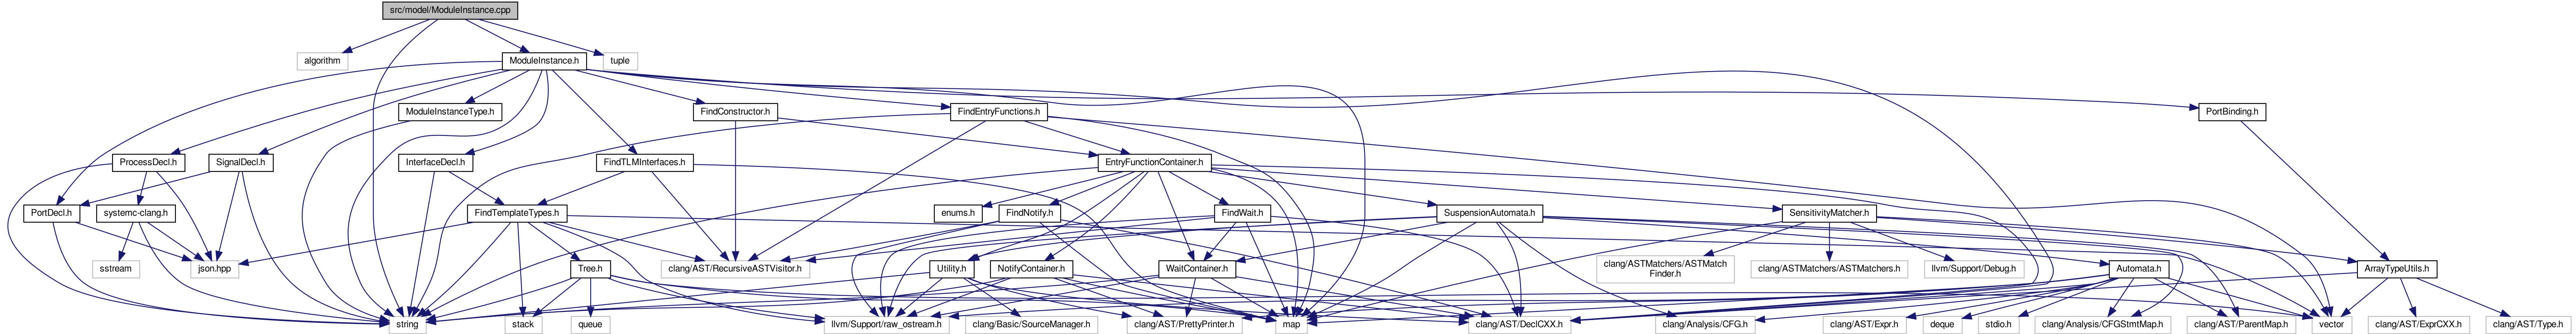 src/model/ModuleInstance.cpp
algorithm
ModuleInstance.h
tuple
ModuleInstanceType.h
FindConstructor.h
FindEntryFunctions.h
PortBinding.h
ProcessDecl.h
SignalDecl.h
InterfaceDecl.h
FindTLMInterfaces.h
EntryFunctionContainer.h
PortDecl.h
systemc-clang.h
FindTemplateTypes.h
enums.h
FindNotify.h
FindWait.h
SuspensionAutomata.h
SensitivityMatcher.h
sstream
json.hpp
Tree.h
clang/AST/RecursiveASTVisitor.h
Utility.h
NotifyContainer.h
WaitContainer.h
clang/ASTMatchers/ASTMatch
Finder.h
clang/ASTMatchers/ASTMatchers.h
llvm/Support/Debug.h
Automata.h
ArrayTypeUtils.h
string
stack
queue
llvm/Support/raw_ostream.h
clang/Basic/SourceManager.h
clang/AST/PrettyPrinter.h
map
clang/AST/DeclCXX.h
clang/Analysis/CFG.h
clang/AST/Expr.h
deque
stdio.h
clang/Analysis/CFGStmtMap.h
clang/AST/ParentMap.h
vector
clang/AST/ExprCXX.h
clang/AST/Type.h